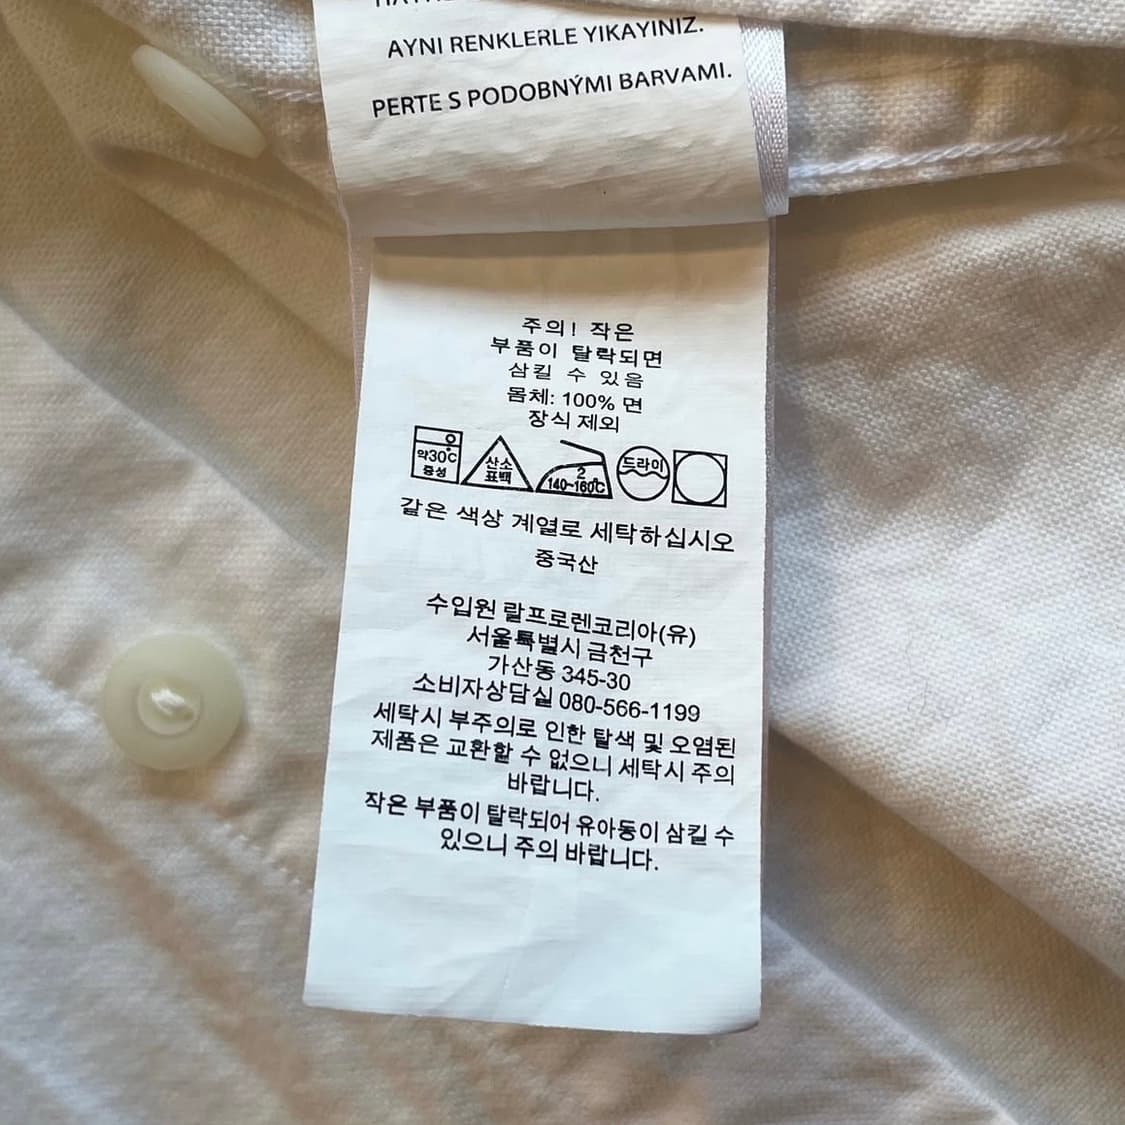 AYNI RENKLERLE YIKAYINIZ.
PERTE S PODOBNÝMI BARVAMI.
주의! 작은
부품이 탈락되면
삼킬 수 있음
몸체: 100% 면
장식 제외
약30℃
중성
산소
표백
2
140~160℃
드라이
같은 색상 계열로 세탁하십시오
중국산
수입원 랄프로렌코리아(유)
서울특별시 금천구
가산동 345-30
소비자상담실 080-566-1199
세탁시 부주의로 인한 탈색 및 오염된
제품은 교환할 수 없으니 세탁시 주의
바랍니다.
작은 부품이 탈락되어 유아동이 삼킬 수
있으니 주의 바랍니다.